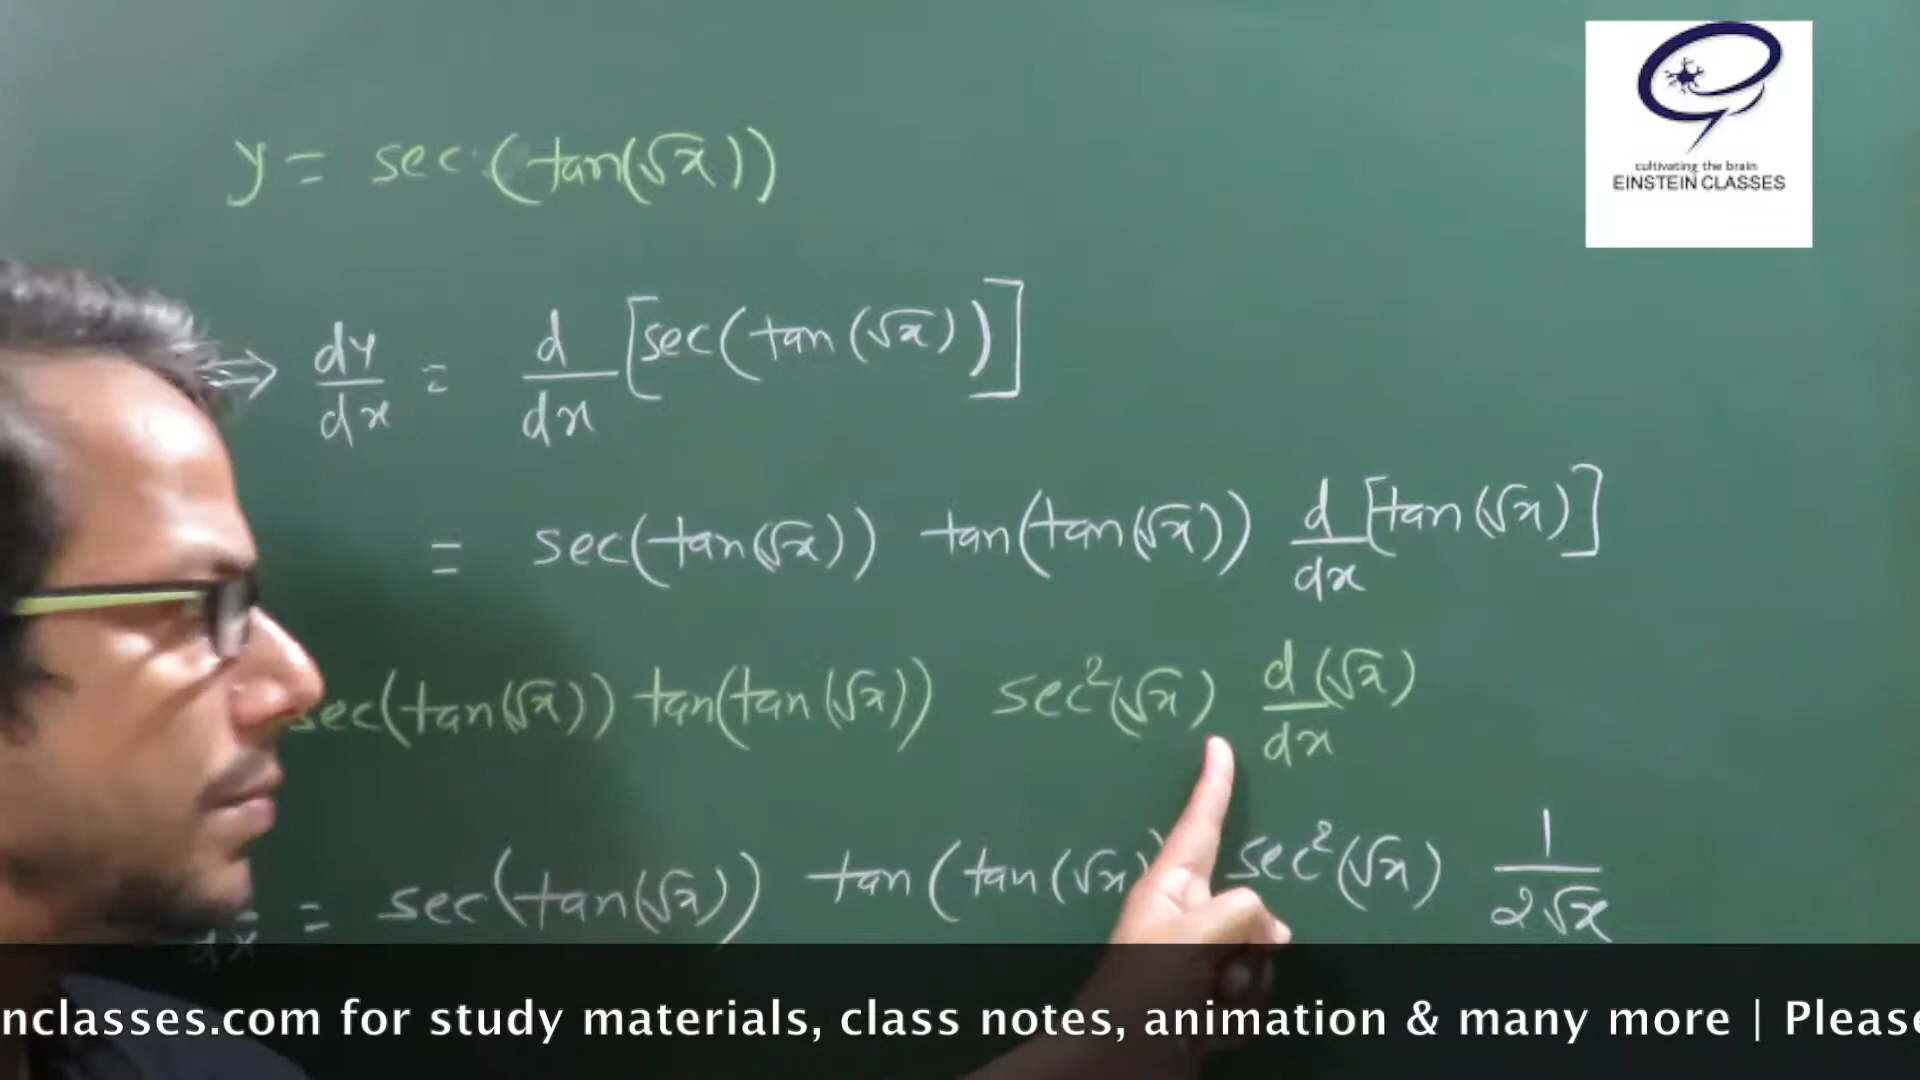 y = sec (tan(√x))
cultivating the brain
EINSTEIN CLASSES
⇒ dy/dx = d/dx [sec(tan(√x))]
= sec(tan(√x)) tan(tan(√x)) d/dx [tan(√x)]
sec(tan(√x)) tan(tan(√x)) sec²(√x) d/dx (√x)
dx = sec(tan(√x)) tan(tan(√x) sec²(√x) 1/2√x
nclasses.com for study materials, class notes, animation & many more | Please